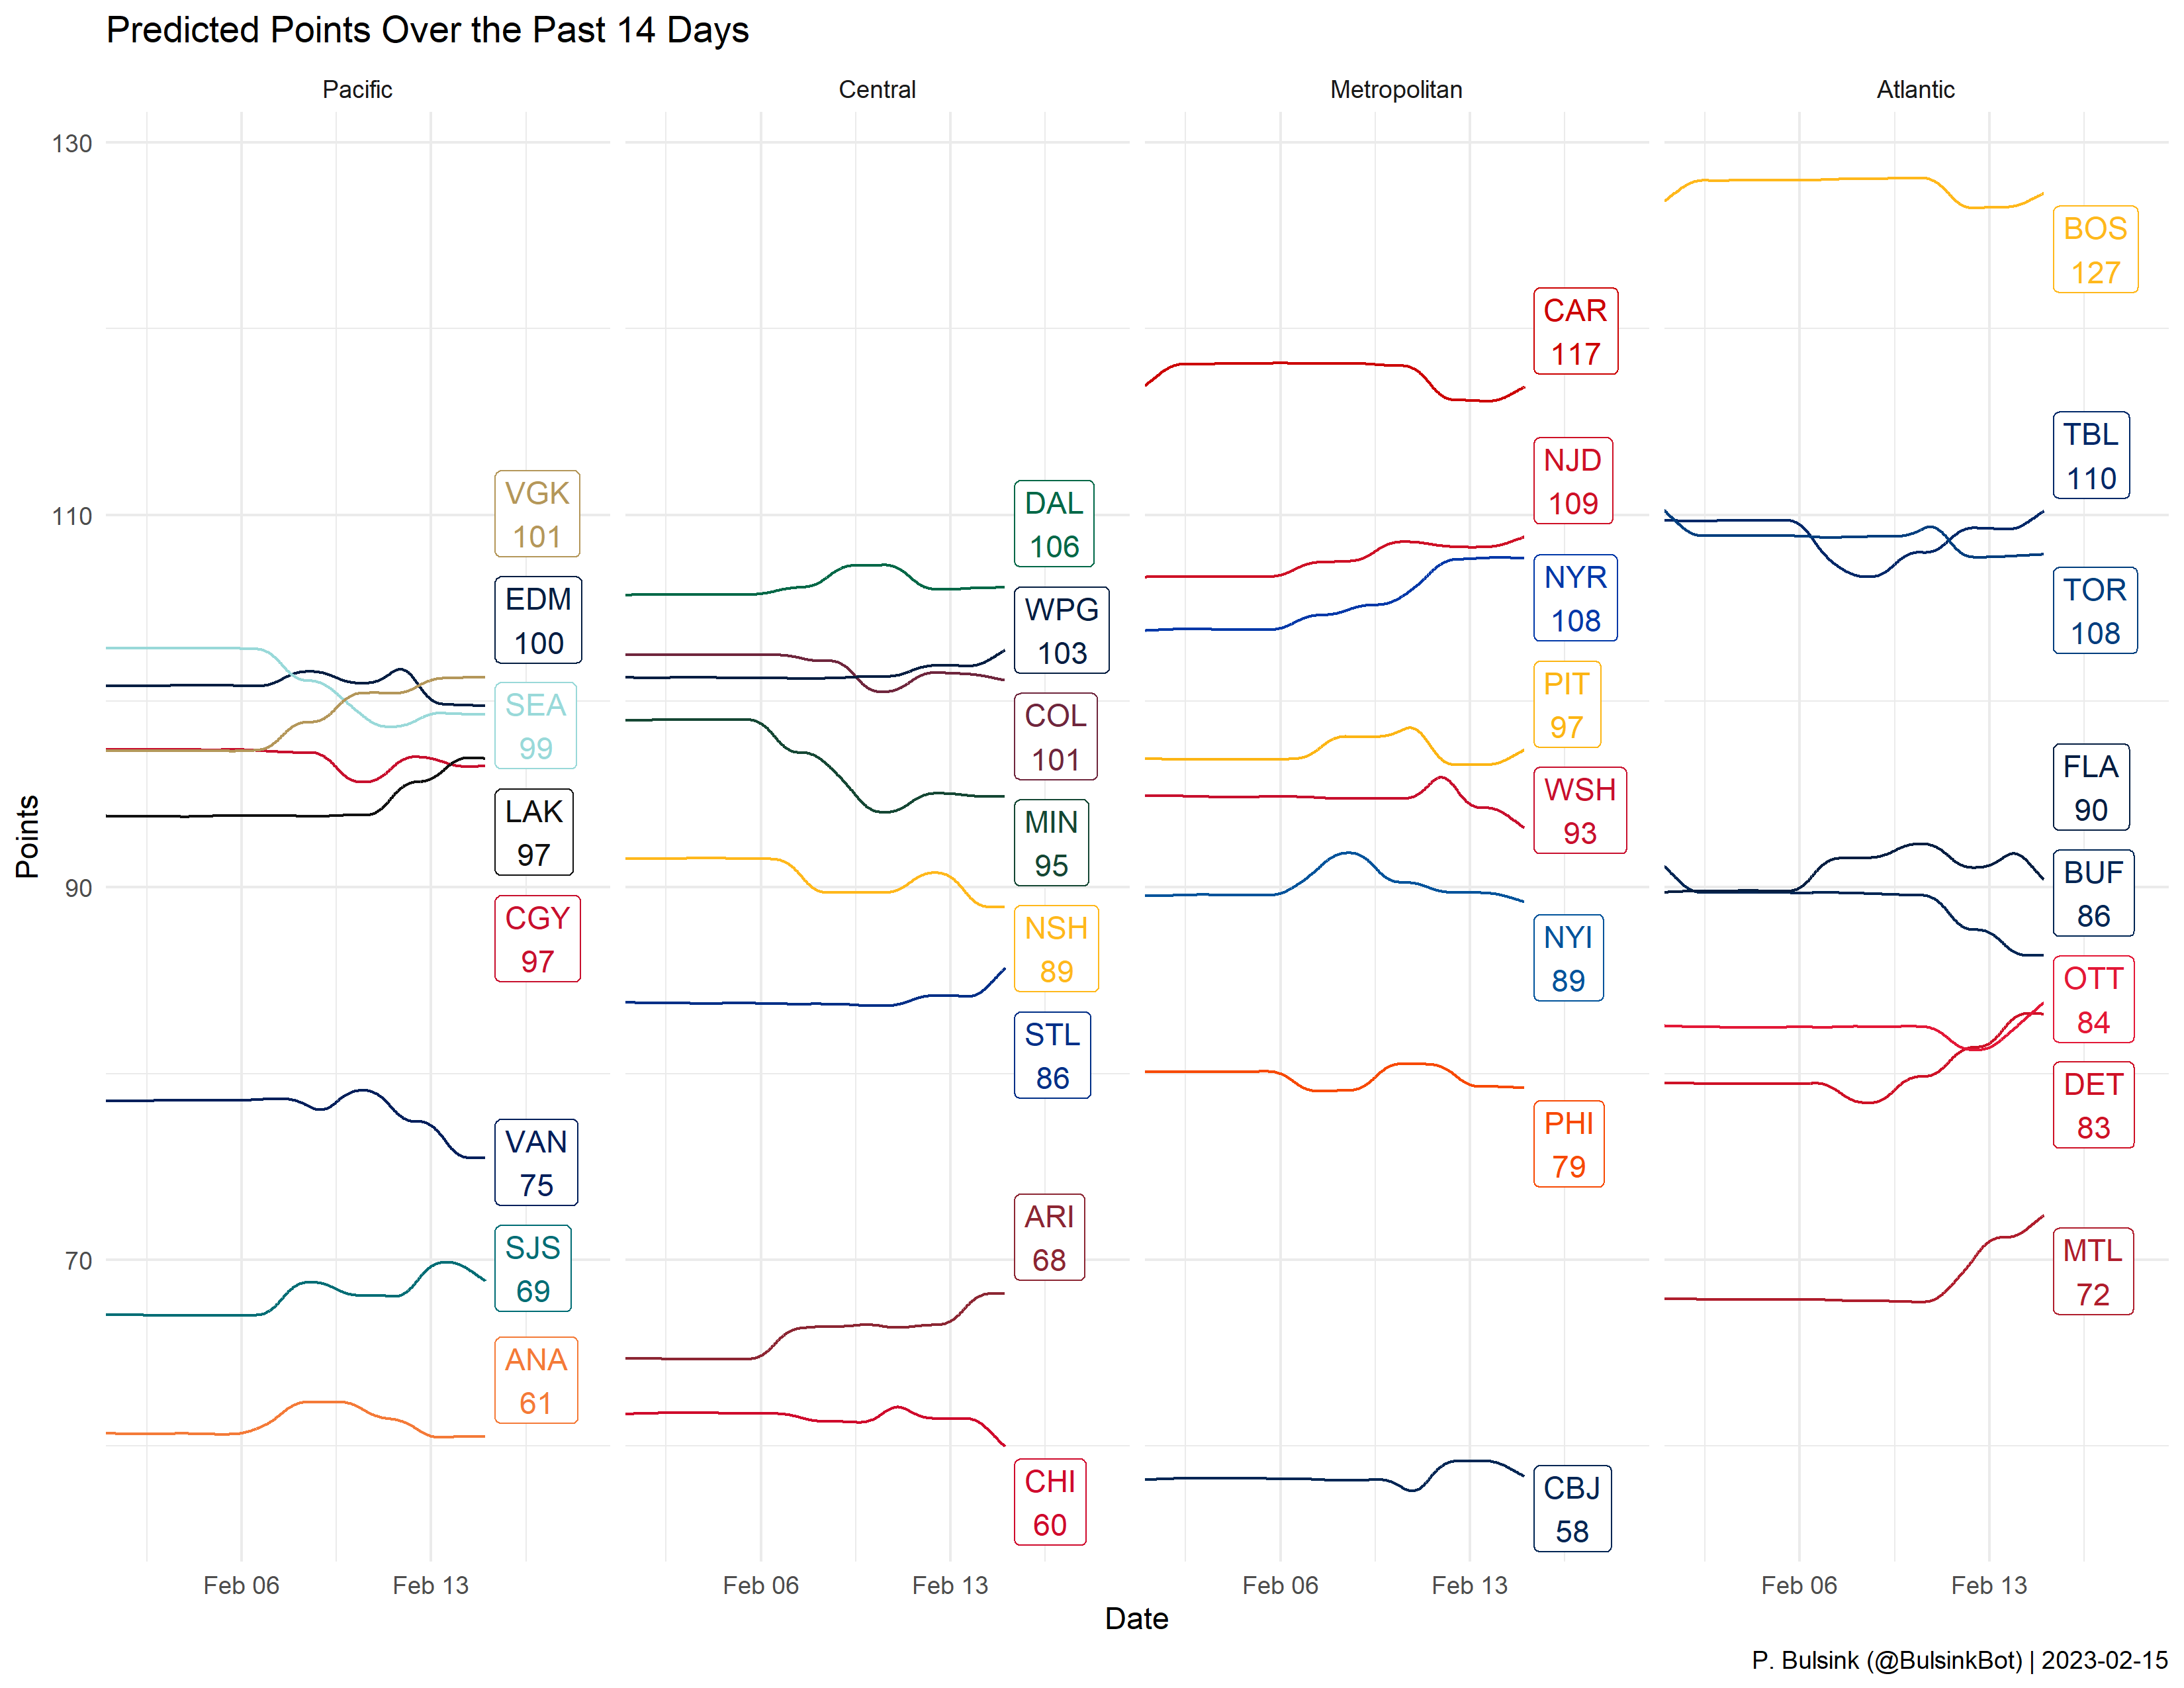 Predicted Points Over the Past 14 Days
Pacific
Central
Metropolitan
Atlantic
Points
130
110
90
70
VGK
101
EDM
100
SEA
99
LAK
97
CGY
97
VAN
75
SJS
69
ANA
61
DAL
106
WPG
103
COL
101
MIN
95
NSH
89
STL
86
ARI
68
CHI
60
CAR
117
NJD
109
NYR
108
PIT
97
WSH
93
NYI
89
PHI
79
CBJ
58
BOS
127
TBL
110
TOR
108
FLA
90
BUF
86
OTT
84
DET
83
MTL
72
Feb 06
Feb 13
Feb 06
Feb 13
Feb 06
Feb 13
Feb 06
Feb 13
Date
P. Bulsink (@BulsinkBot) | 2023-02-15